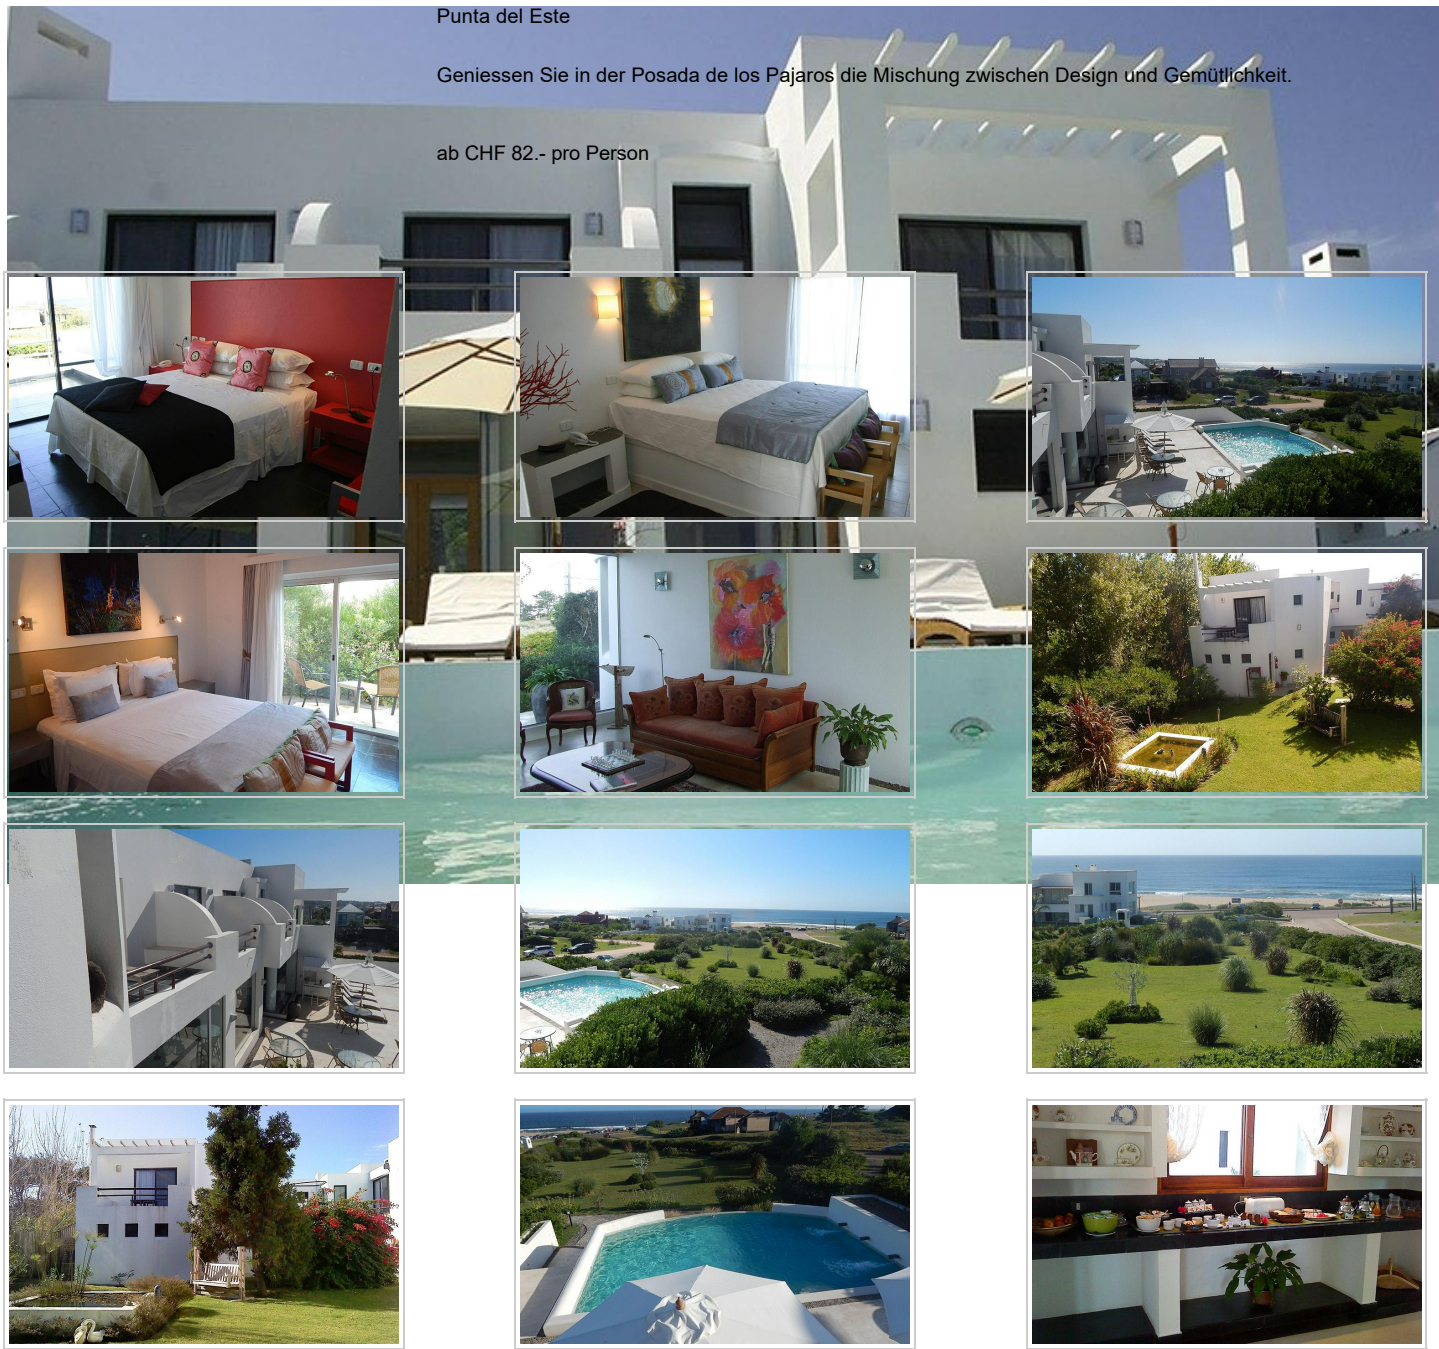 Punta del Este
Geniessen Sie in der Posada de los Pajaros die Mischung zwischen Design und Gemütlichkeit.
ab CHF 82.- pro Person